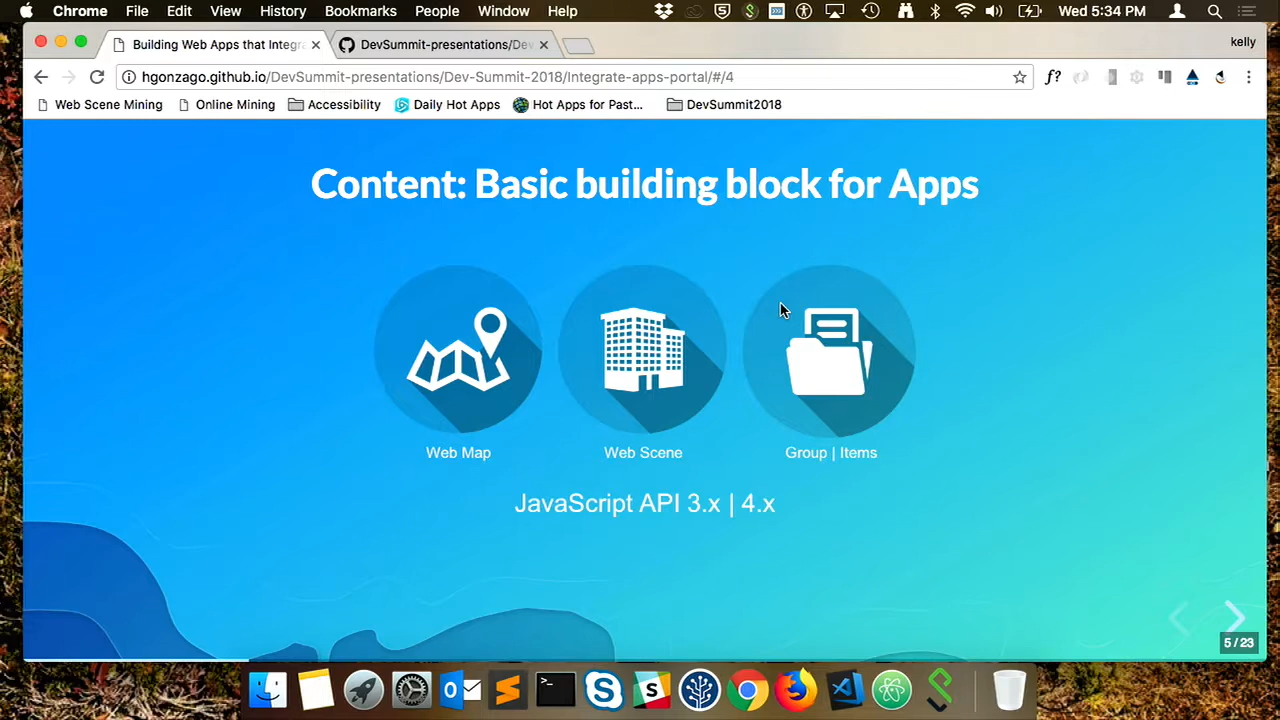 Chrome File Edit View History Bookmarks People Window Help Wed 5:34 PM
Building Web Apps that Integra DevSummit-presentations/Dev kelly
hgonzago.github.io/DevSummit-presentations/Dev-Summit-2018/Integrate-apps-portal/#/4 f?
Web Scene Mining Online Mining Accessibility Daily Hot Apps Hot Apps for Past... DevSummit2018
Content: Basic building block for Apps
Web Map Web Scene Group | Items
JavaScript API 3.x | 4.x
5 / 23